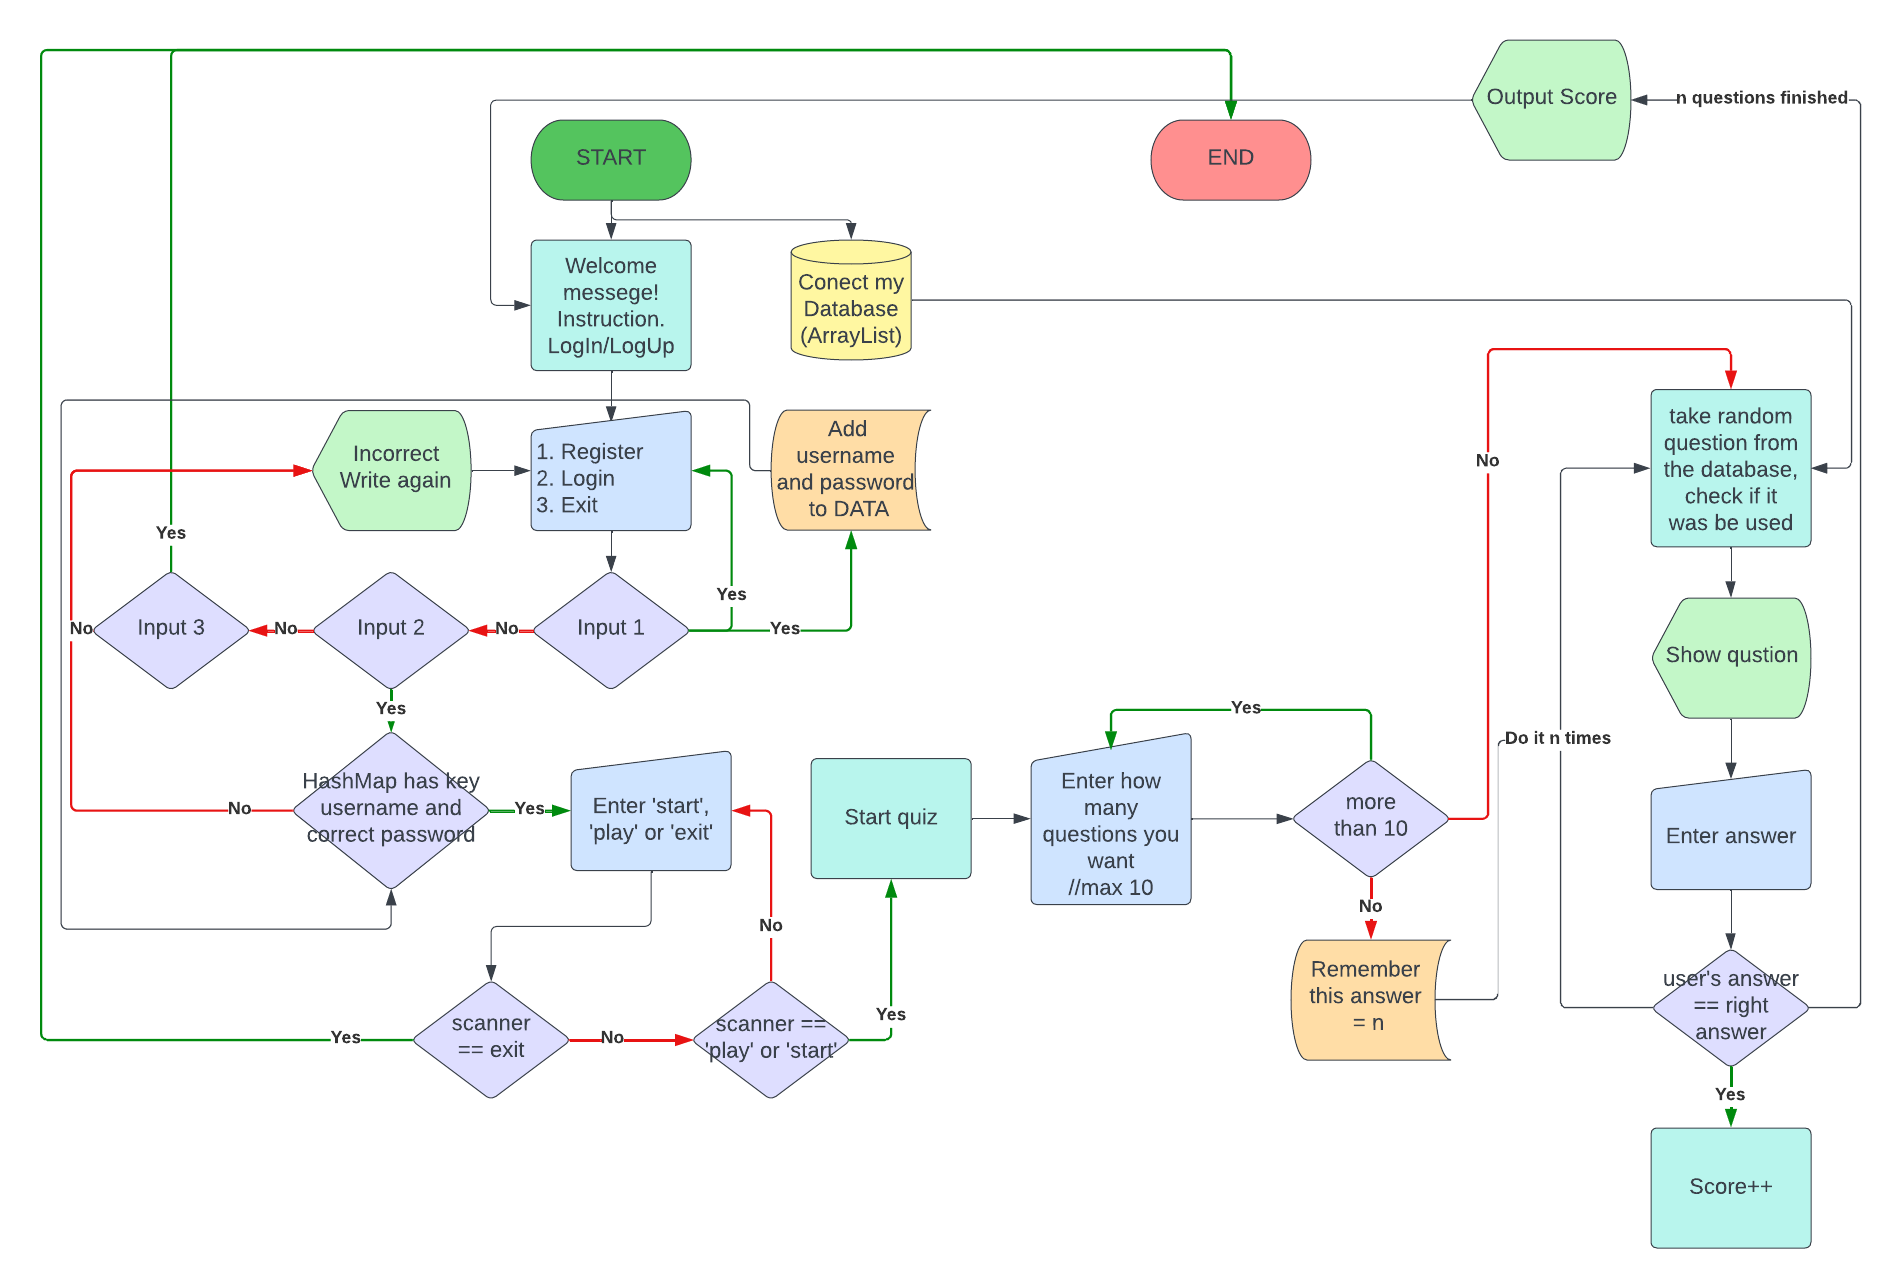 Output Score
n questions finished
START
END
Welcome
messege!
Instruction.
LogIn/LogUp
Conect my
Database
(ArrayList)
Incorrect
Write again
1. Register
2. Login
3. Exit
Add
username
and password
to DATA
No
take random
question from
the database,
check if it
was be used
Yes
Yes
No
Input 3
No
Input 2
No
Input 1
Yes
Show qustion
Yes
Yes
Do it n times
HashMap has key
username and
correct password
No
Yes
Enter 'start',
'play' or 'exit'
Start quiz
Enter how
many
questions you
want
//max 10
more
than 10
Enter answer
No
No
Remember
this answer
= n
user's answer
== right
answer
Yes
scanner
== exit
No
scanner ==
'play' or 'start'
Yes
Yes
Score++